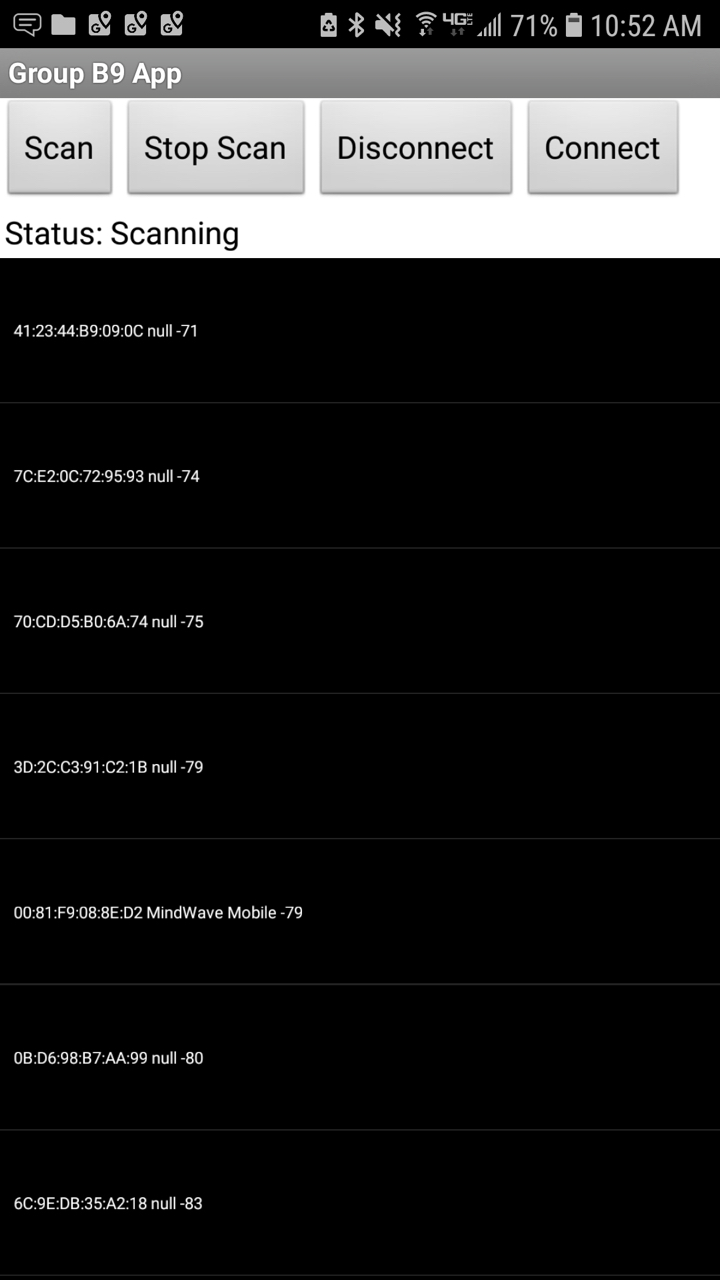 71% 10:52 AM
Group B9 App
Scan Stop Scan Disconnect Connect
Status: Scanning
41:23:44:B9:09:0C null -71
7C:E2:0C:72:95:93 null -74
70:CD:D5:B0:6A:74 null -75
3D:2C:C3:91:C2:1B null -79
00:81:F9:08:8E:D2 MindWave Mobile -79
0B:D6:98:B7:AA:99 null -80
6C:9E:DB:35:A2:18 null -83